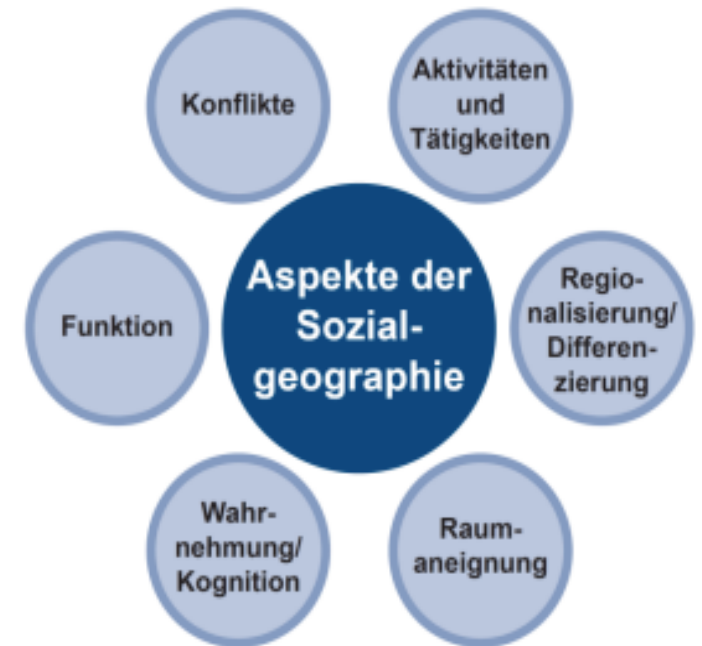 Konflikte
Aktivitäten
und
Tätigkeiten
Aspekte der
Sozial-
geographie
Funktion
Regio-
nalisierung/
Differen-
zierung
Wahr-
nehmung/
Kognition
Raum-
aneignung